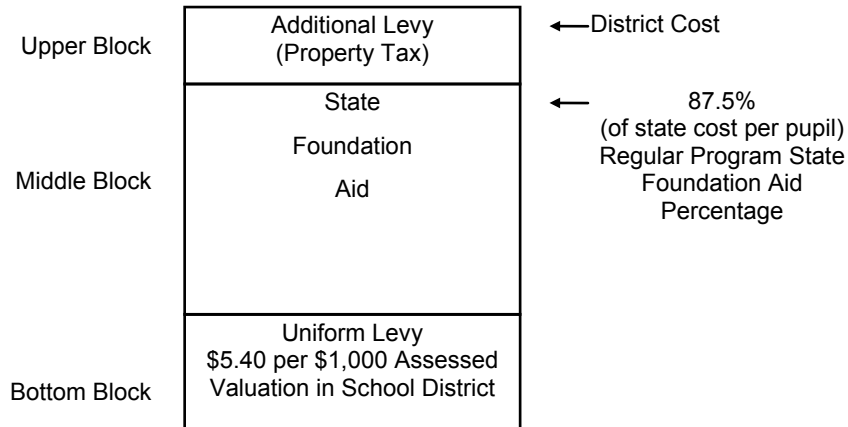 Upper Block
Additional Levy
(Property Tax)
District Cost
Middle Block
State
Foundation
Aid
87.5%
(of state cost per pupil)
Regular Program State
Foundation Aid
Percentage
Bottom Block
Uniform Levy
$5.40 per $1,000 Assessed
Valuation in School District